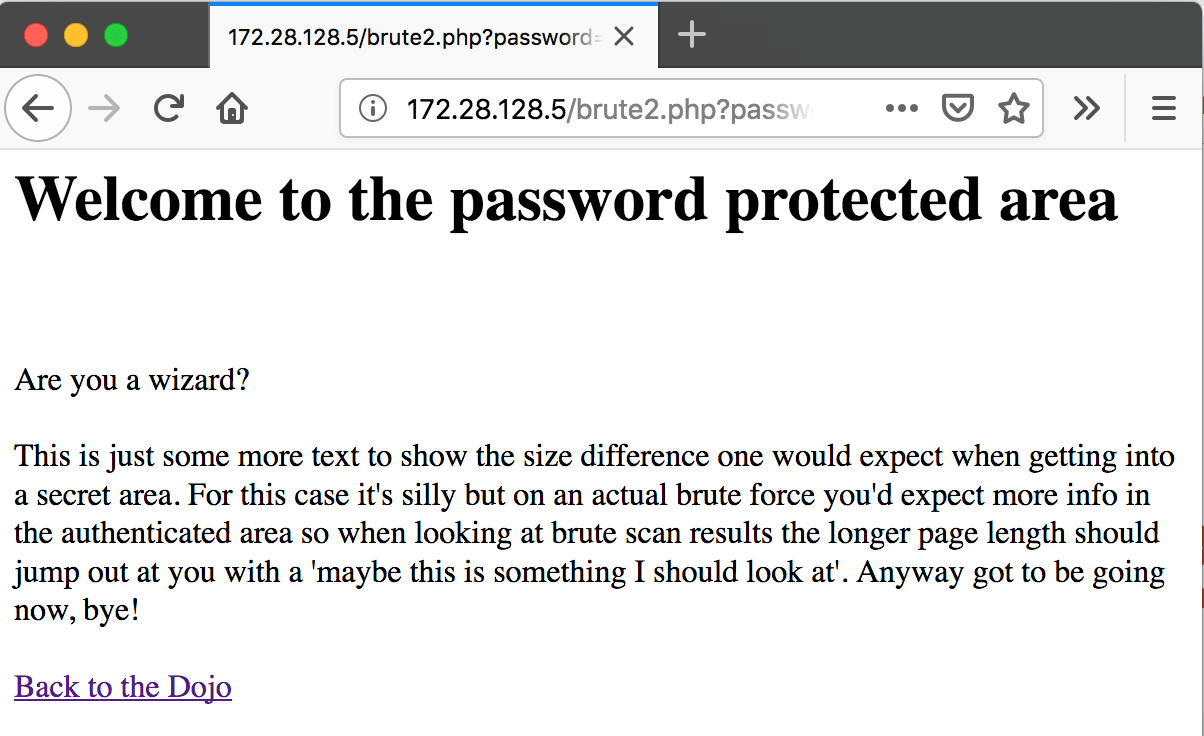 172.28.128.5/brute2.php?password=
172.28.128.5/brute2.php?passw
Welcome to the password protected area
Are you a wizard?
This is just some more text to show the size difference one would expect when getting into
a secret area. For this case it's silly but on an actual brute force you'd expect more info in
the authenticated area so when looking at brute scan results the longer page length should
jump out at you with a 'maybe this is something I should look at'. Anyway got to be going
now, bye!
Back to the Dojo